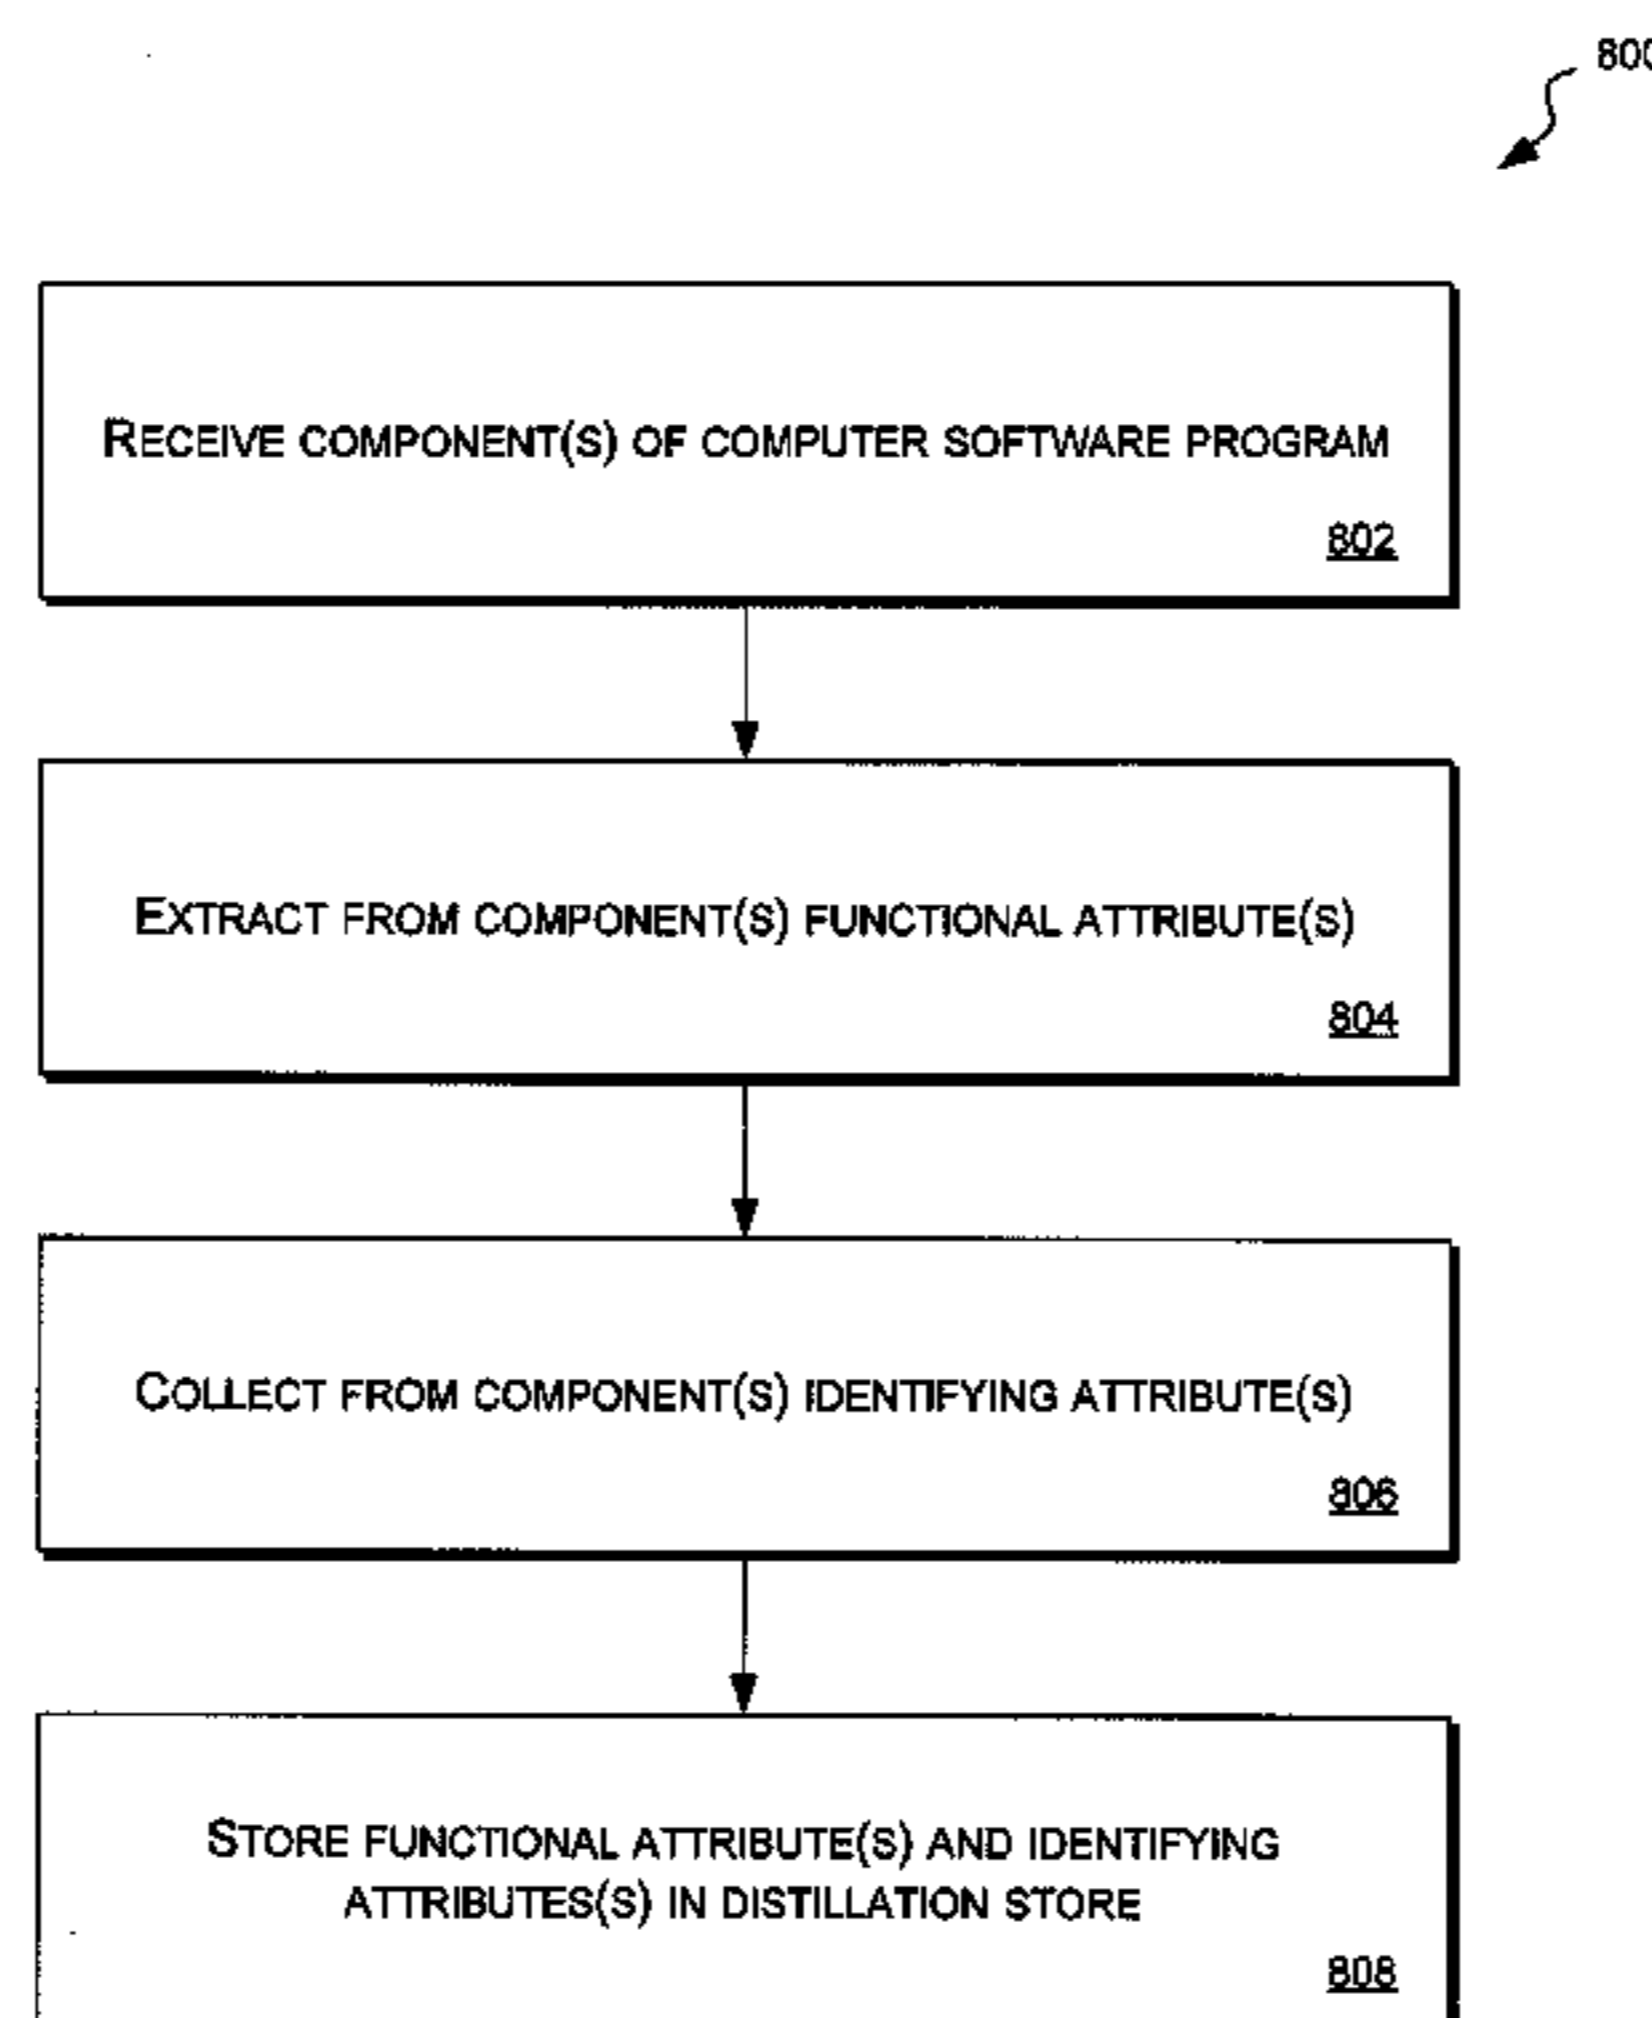 800
RECEIVE COMPONENT(S) OF COMPUTER SOFTWARE PROGRAM
802
EXTRACT FROM COMPONENT(S) FUNCTIONAL ATTRIBUTE(S)
804
COLLECT FROM COMPONENT(S) IDENTIFYING ATTRIBUTE(S)
806
STORE FUNCTIONAL ATTRIBUTE(S) AND IDENTIFYING
ATTRIBUTES(S) IN DISTILLATION STORE
808